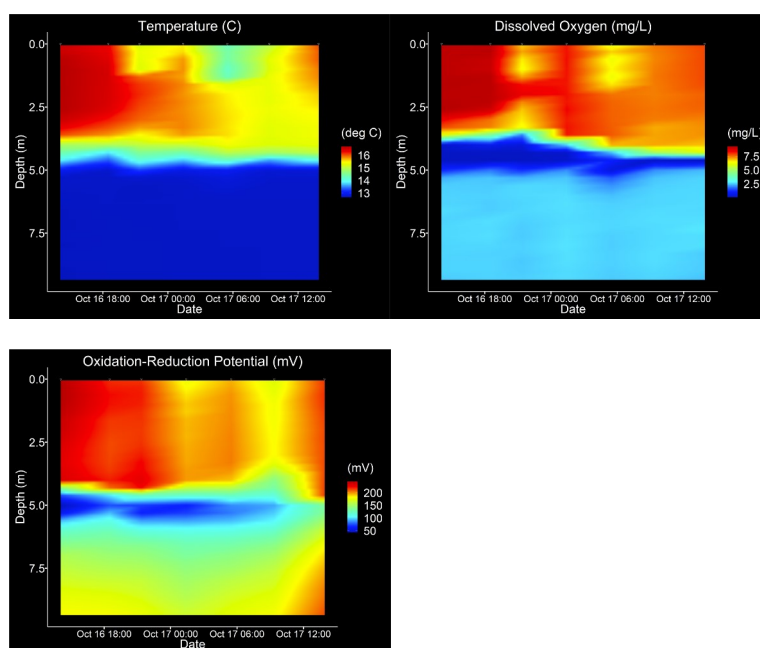 Temperature (C)
0.0
2.5
5.0
7.5
Depth (m)
(deg C)
16
15
14
13
Oct 16 18:00 Oct 17 00:00 Oct 17 06:00 Oct 17 12:00
Date
Dissolved Oxygen (mg/L)
0.0
2.5
5.0
7.5
Depth (m)
(mg/L
7.5
5.0
2.5
Oct 16 18:00 Oct 17 00:00 Oct 17 06:00 Oct 17 12:00
Date
Oxidation-Reduction Potential (mV)
0.0
2.5
5.0
7.5
Depth (m)
(mV)
200
150
100
50
Oct 16 18:00 Oct 17 00:00 Oct 17 06:00 Oct 17 12:00
Date